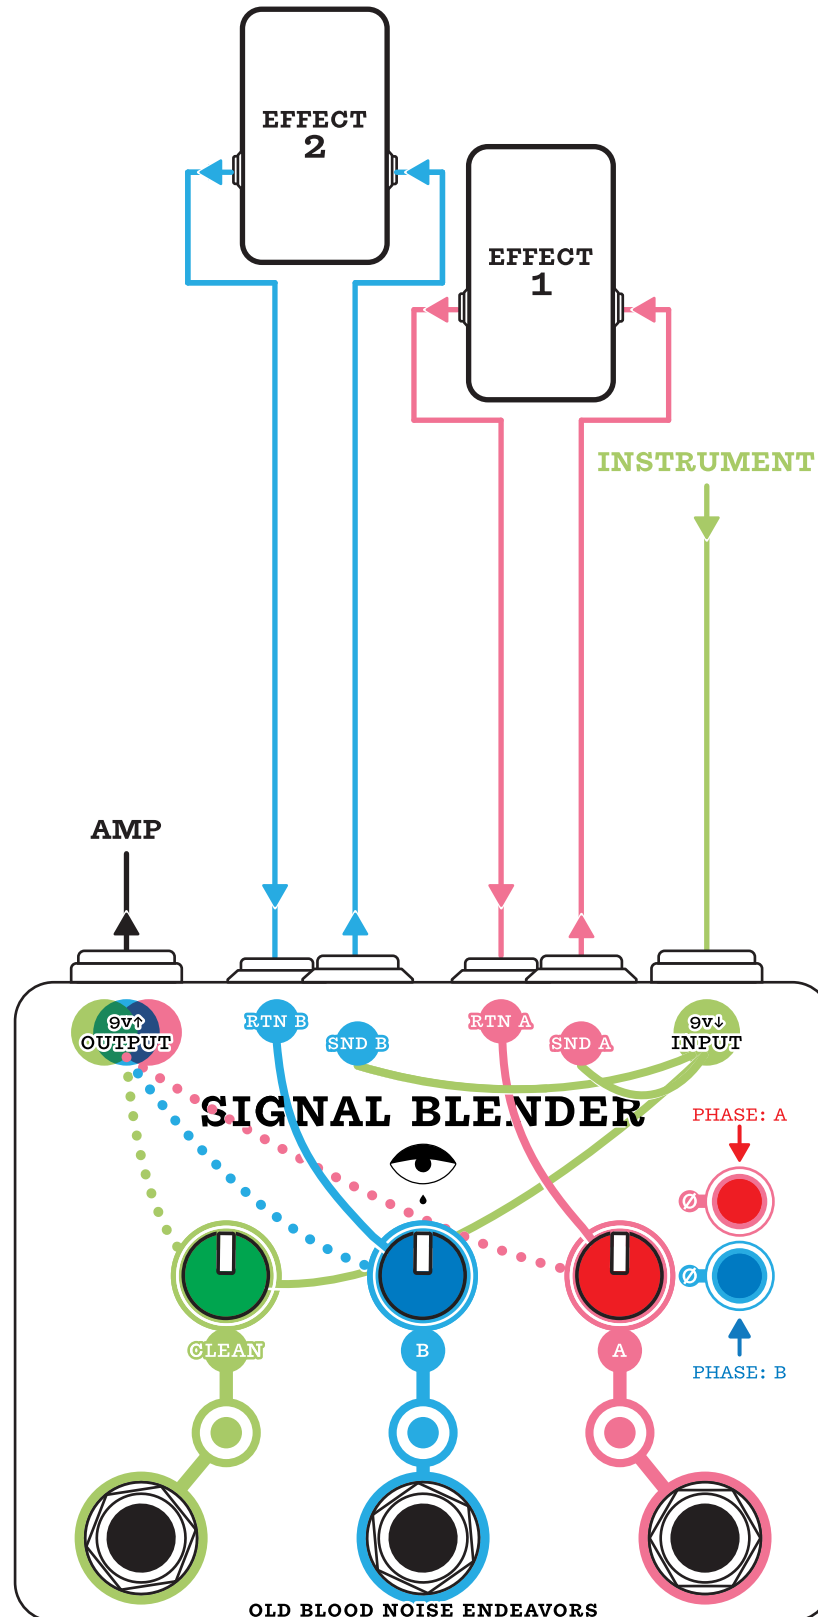 EFFECT
2
EFFECT
1
INSTRUMENT
AMP
9V↑
OUTPUT
RTN B
SND B
RTN A
SND A
9V↓
INPUT
SIGNAL BLENDER
PHASE: A
Ø
Ø
PHASE: B
CLEAN
B
A
OLD BLOOD NOISE ENDEAVORS